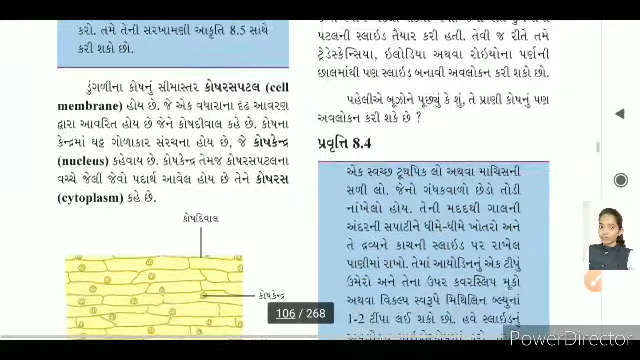 કરો. તમે તેની સરખામણી આકૃતિ 8.5 સાથે
કરી શકો છો.
ડુંગળીના કોષનું સીમાસ્તર કોષરસપટલ (cell
membrane) હોય છે. જે એક વધારાના દૃઢ આવરણ
દ્વારા આવરિત હોય છે જેને કોષદીવાલ કહે છે. કોષના
કેન્દ્રમાં ઘટ્ટ ગોળાકાર સંરચના હોય છે, જે કોષકેન્દ્ર
(nucleus) કહેવાય છે. કોષકેન્દ્ર તેમજ કોષરસપટલના
વચ્ચે જેલી જેવો પદાર્થ આવેલ હોય છે તેને કોષરસ
(cytoplasm) કહે છે.
કોષદિવાલ
કોષકેન્દ્ર
પટલની સ્લાઇડ તૈયાર કરી હતી. તેવી જ રીતે તમે
ટ્રેડેસ્કેન્સિયા, ઇલોડિયા અથવા રોઇયોના પર્ણની
છાલમાંથી પણ સ્લાઇડ બનાવી અવલોકન કરી શકો છો.
પહેલીએ બૂઝોને પૂછ્યું કે શું, તે પ્રાણી કોષનું પણ
અવલોકન કરી શકે છે ?
પ્રવૃત્તિ 8.4
એક સ્વચ્છ ટૂથપિક લો અથવા માચિસની
સળી લો. જેનો ગંધકવાળો છેડો તોડી
નાંખેલો હોય. તેની મદદથી ગાલની
અંદરની સપાટીને ધીમે-ધીમે ખોતરો અને
તે દ્રવ્યને કાચની સ્લાઇડ પર રાખેલ
પાણીમાં રાખો. તેમાં આયોડિનનું એક ટીપું
ઉમેરો અને તેના ઉપર કવરસ્લિપ મૂકો
અથવા વિકલ્પ સ્વરૂપે મિથિલિન બ્લ્યુના
1-2 ટીપા લઈ શકો છો. હવે સ્લાઇડનું
106 / 268
PowerDirector